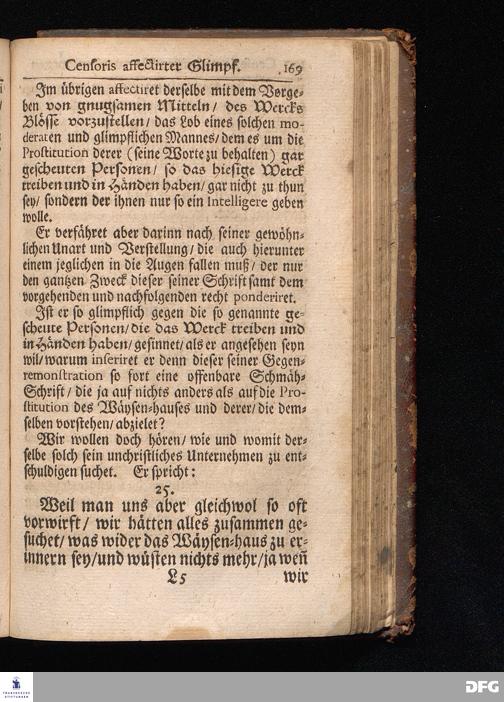 Censoris affectirter Glimpf. 169
Im übrigen affectiret derselbe mit dem Vorge-
ben von gnugsamen Mitteln / des Wercks
Blösse vorzustellen / das Lob eines solchen mo-
deraten und glimpflichen Mannes / dem es um die
Prostitution derer (seine Worte zu behalten) gar
gescheuten Personen / so das hiesige Werck
treiben und in Händen haben / gar nicht zu thun
sey / sondern der ihnen nur so ein Intelligere geben
wolle.
Er verfähret aber darinn nach seiner gewöhn-
lichen Unart und Verstellung / die auch hierunter
einem jeglichen in die Augen fallen muß / der nur
den gantzen Zweck dieser seiner Schrift samt dem
vorgehenden und nachfolgenden recht ponderiret.
Ist er so glimpflich gegen die so genannte ge-
scheute Personen / die das Werck treiben und
in Händen haben / gesinnet / als er angesehen seyn
wil / warum inseriret er denn dieser seiner Gegen-
remonstration so fort eine offenbare Schmäh-
Schrift / die ja auf nichts anders als auf die Pro-
stitution des Wäysen-hauses und derer / die dem-
selben vorstehen / abzielet?
Wir wollen doch hören / wie und womit der-
selbe solch sein unchristliches Unternehmen zu ent-
schuldigen suchet. Er spricht:
25.
Weil man uns aber gleichwol so oft
vorwirft / wir hätten alles zusammen ge-
suchet / was wider das Wäysen-haus zu er-
innern sey / und wüsten nichts mehr / ja weñ
L5 wir
FRANCKESCHE
STIFTUNGEN
DFG